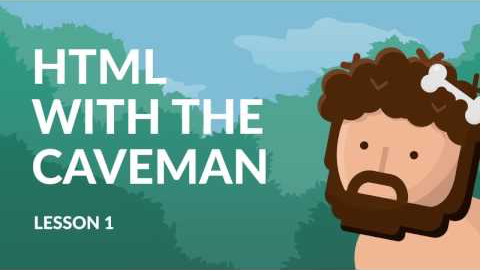 HTML
WITH THE
CAVEMAN
LESSON 1